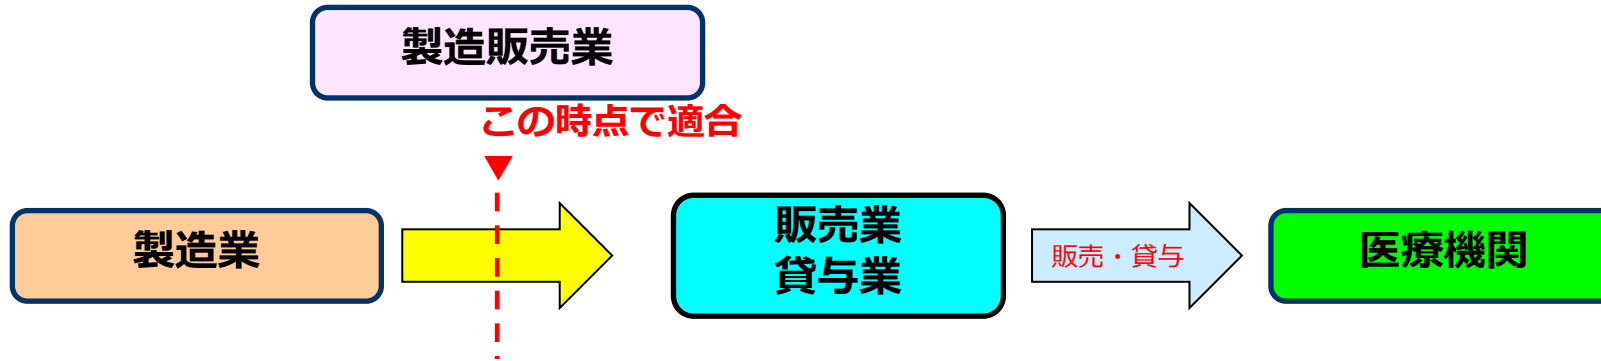 製造販売業
この時点で適合
製造業
販売業
貸与業
販売・貸与
医療機関